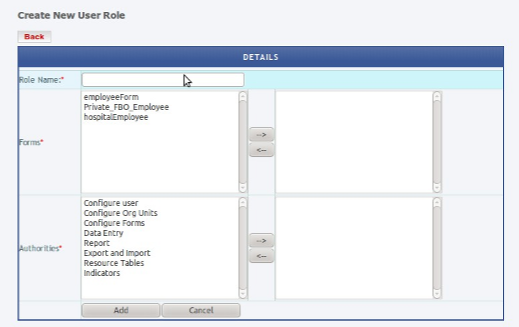 Create New User Role
Back
DETAILS
Role Name:*
employeeForm
Private_FBO_Employee
hospitalEmployee
Forms*
-->
<--
Configure user
Configure Org Units
Configure Forms
Data Entry
Report
Export and Import
Resource Tables
Indicators
Authorities*
-->
<--
Add Cancel